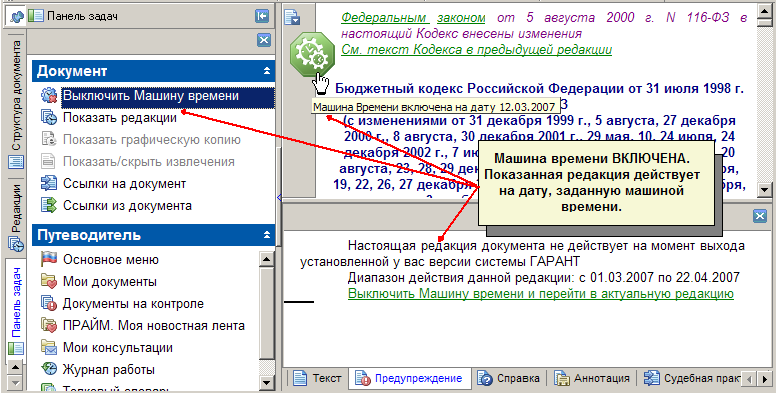 Панель задач
Документ
Выключить Машину времени
Показать редакции
Показать графическую копию
Показать/скрыть извлечения
Ссылки на документ
Ссылки из документа
Путеводитель
Основное меню
Мои документы
Документы на контроле
ПРАЙМ. Моя новостная лента
Мои консультации
Журнал работы
Толковый словарь
Структура документа
Редакции
Панель задач
Федеральным законом от 5 августа 2000 г. N 116-ФЗ в
настоящий Кодекс внесены изменения
См. текст Кодекса в предыдущей редакции
Бюджетный кодекс Российской Федерации от 31 июля 1998 г.
Машина Времени включена на дату 12.03.2007
З
(с изменениями от 31 декабря 1999 г., 5 августа, 27 декабря
2000 г., 8 августа, 30 декабря 2001 г., 29 мая, 10, 24 июля, 24
декабря 2002 г., 7 ию
20
августа, 23, 28, 29 дек
19, 22, 26, 27 декабря
Машина времени ВКЛЮЧЕНА.
Показанная редакция действует
на дату, заданную машиной
времени.
Настоящая редакция документа не действует на момент выхода
установленной у вас версии системы ГАРАНТ
Диапазон действия данной редакции: с 01.03.2007 по 22.04.2007
Выключить Машину времени и перейти в актуальную редакцию
Текст
Предупреждение
Справка
Аннотация
Судебная практ